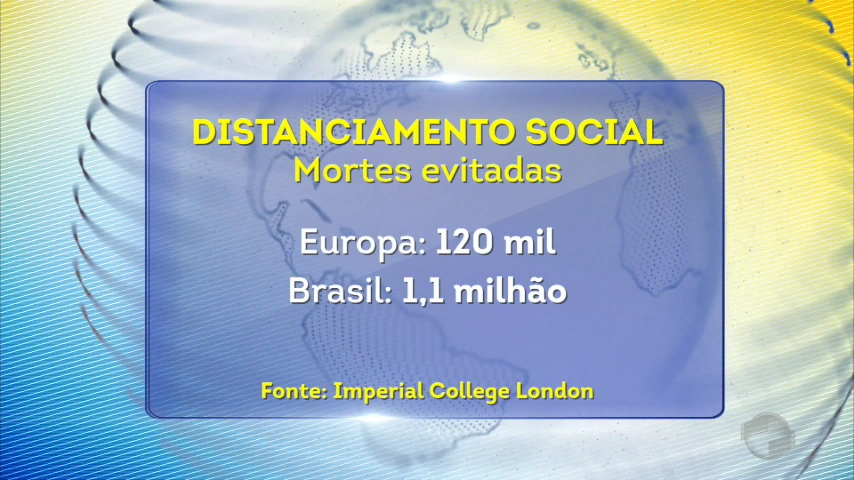 DISTANCIAMENTO SOCIAL
Mortes evitadas
Europa: 120 mil
Brasil: 1,1 milhão
Fonte: Imperial College London